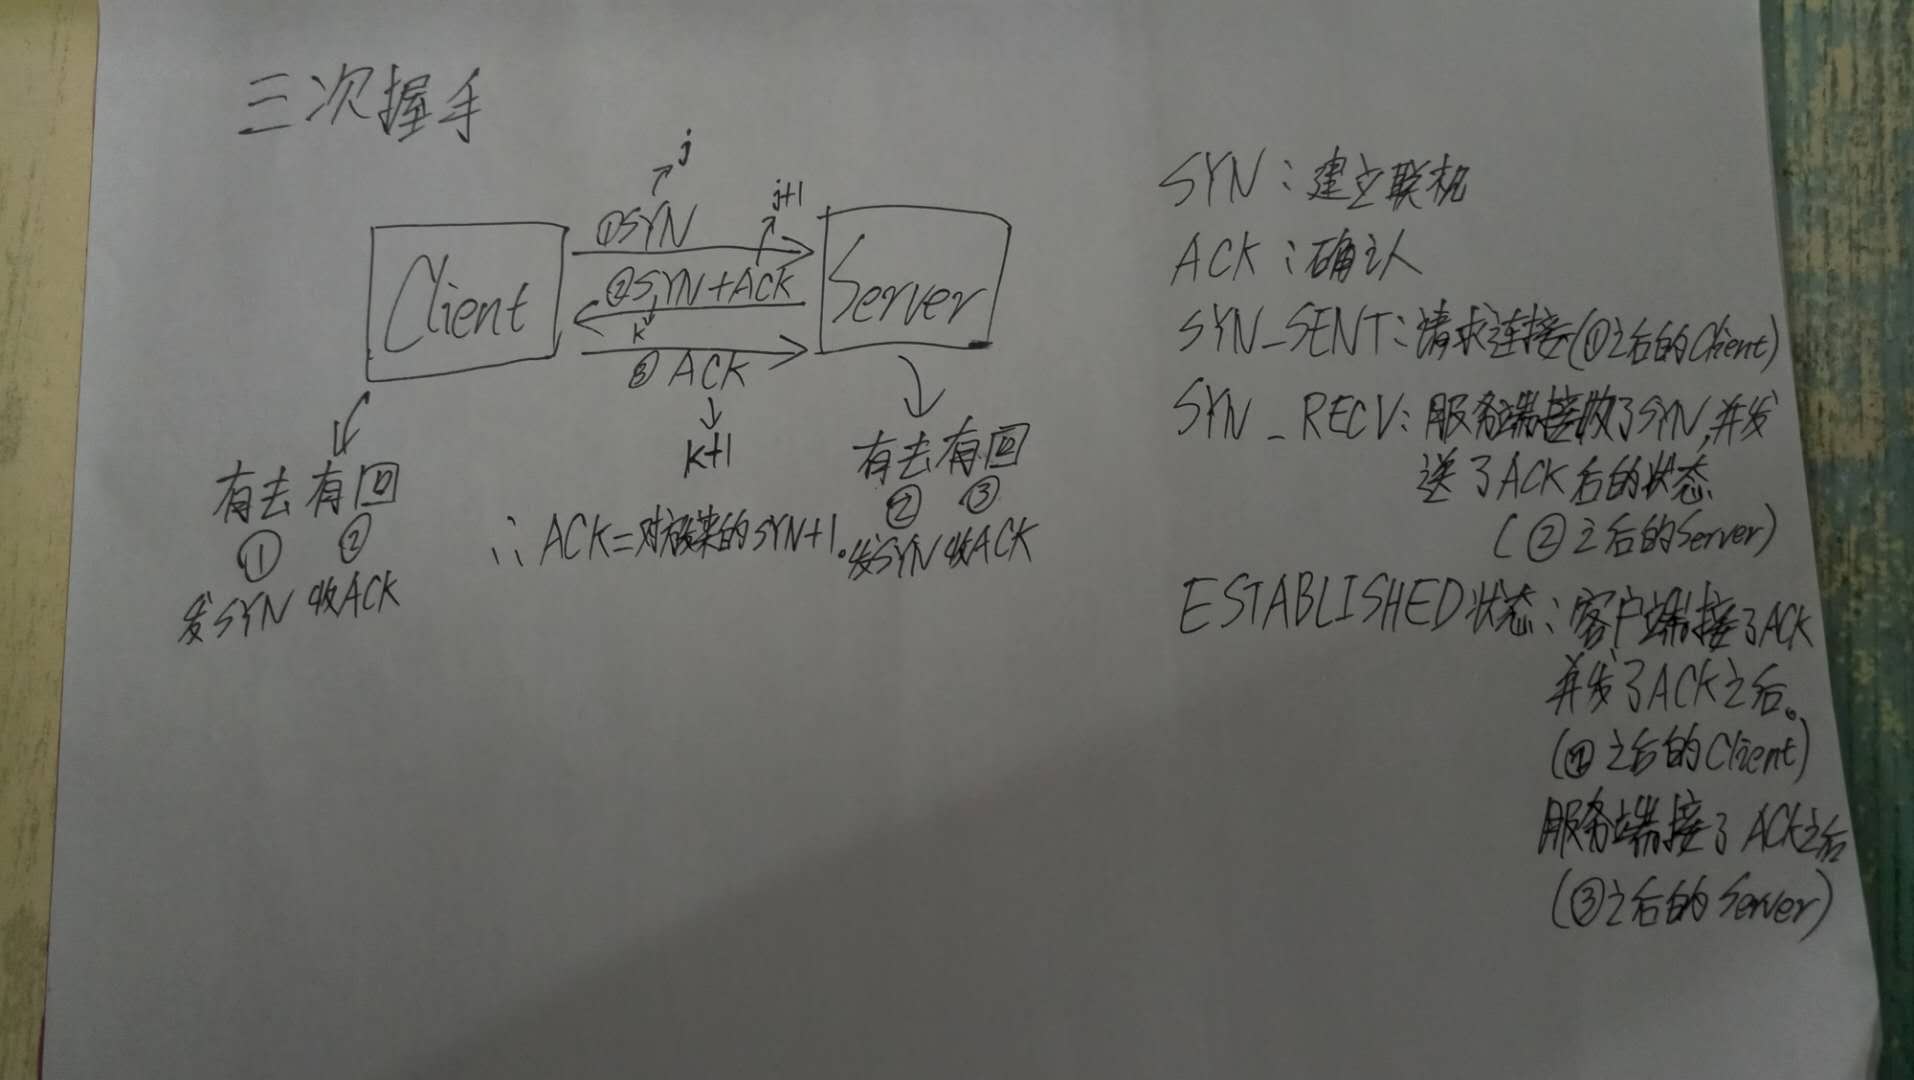 三次握手
j
j+1
①SYN
②SYN+ACK
k
③ ACK
k+1
Client
Server
有去有回
① ②
发SYN 收ACK
有去有回
② ③
发SYN 收ACK
∴ ACK=对方发来的SYN+1。
SYN：建立联机
ACK：确认
SYN_SENT：请求连接(①之后的Client)
SYN_RECV：服务端接收了SYN,并发
送了ACK后的状态
(②之后的Server)
ESTABLISHED状态：客户端接了ACK
并发了ACK之后。
(之后的Client)
服务端接了ACK之后
(③之后的Server)